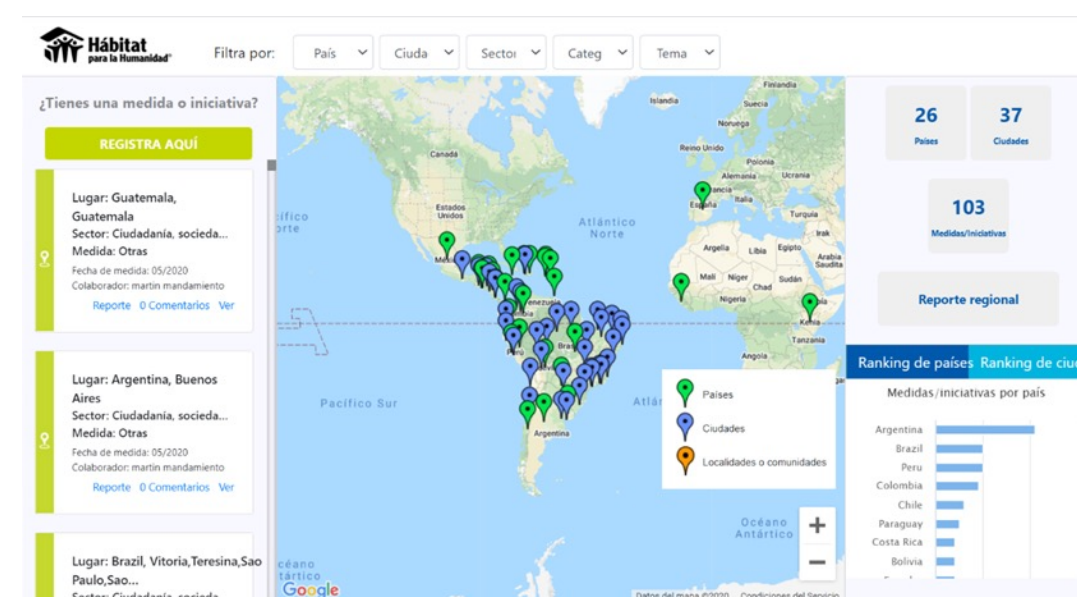 Hábitat
para la Humanidad
Filtra por:
País
Ciuda
Sector
Categ
Tema
¿Tienes una medida o iniciativa?
REGISTRA AQUÍ
Lugar: Guatemala,
Guatemala
Sector: Ciudadanía, socieda...
Medida: Otras
Fecha de medida: 05/2020
Colaborador: martin mandamiento
Reporte 0 Comentarios Ver
Lugar: Argentina, Buenos
Aires
Sector: Ciudadanía, socieda...
Medida: Otras
Fecha de medida: 05/2020
Colaborador: martin mandamiento
Reporte 0 Comentarios Ver
Lugar: Brazil, Vitoria,Teresina,Sao
Paulo,Sao...
Sector: Ciudadanía, socieda...
Finlandia
Islandia
Suecia
Noruega
Canadá
Reino Unido
Polonia
Alemania
Ucrania
Francia
Italia
España
Estados
Unidos
Atlántico
Norte
Turquía
Irak
Argelia
Libia
Egipto
Arabia
Saudita
Malí
Níger
Chad
Sudán
Nigeria
Venezuela
Kenia
Tanzania
Perú
Angola
Pacífico Sur
Argentina
Países
Ciudades
Localidades o comunidades
Océano
Antártico
+
−
Google
Datos del mapa ©2020 Condiciones del Servicio
26
Países
37
Ciudades
103
Medidas/Iniciativas
Reporte regional
Ranking de países
Ranking de ciu
Medidas/iniciativas por país
Argentina
Brazil
Peru
Colombia
Chile
Paraguay
Costa Rica
Bolivia